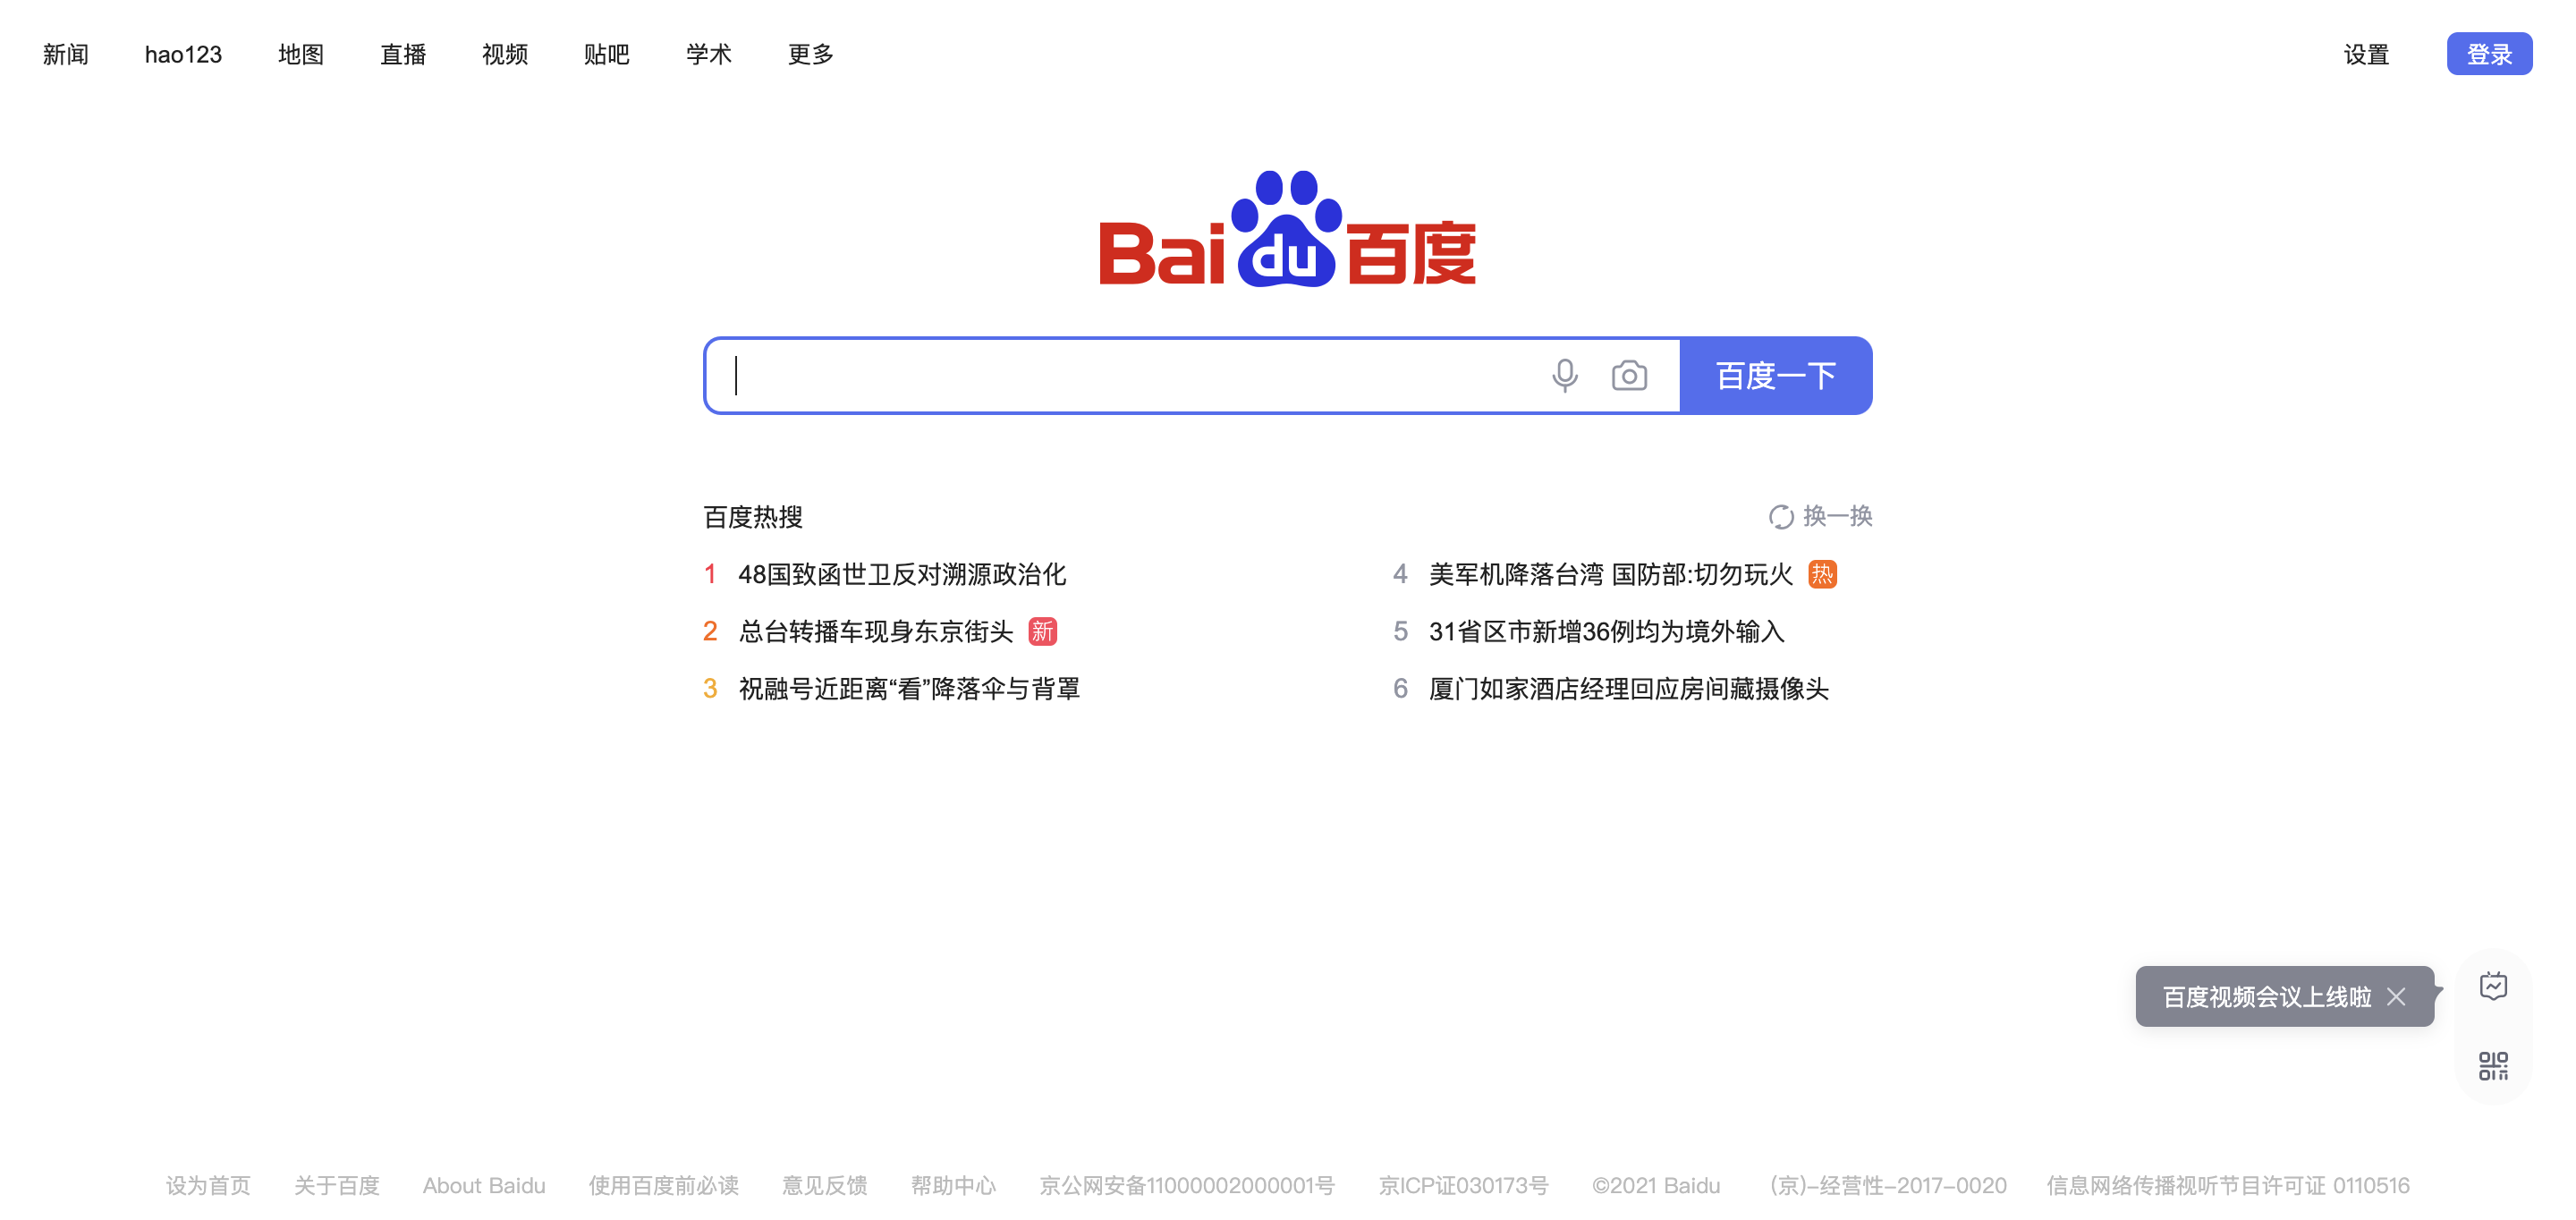 新闻 hao123 地图 直播 视频 贴吧 学术 更多 设置 登录
Bai du 百度
百度一下
百度热搜 换一换
1 48国致函世卫反对溯源政治化
2 总台转播车现身东京街头 新
3 祝融号近距离“看”降落伞与背罩
4 美军机降落台湾 国防部:切勿玩火 热
5 31省区市新增36例均为境外输入
6 厦门如家酒店经理回应房间藏摄像头
百度视频会议上线啦
设为首页 关于百度 About Baidu 使用百度前必读 意见反馈 帮助中心 京公网安备11000002000001号 京ICP证030173号 ©2021 Baidu (京)-经营性-2017-0020 信息网络传播视听节目许可证 0110516